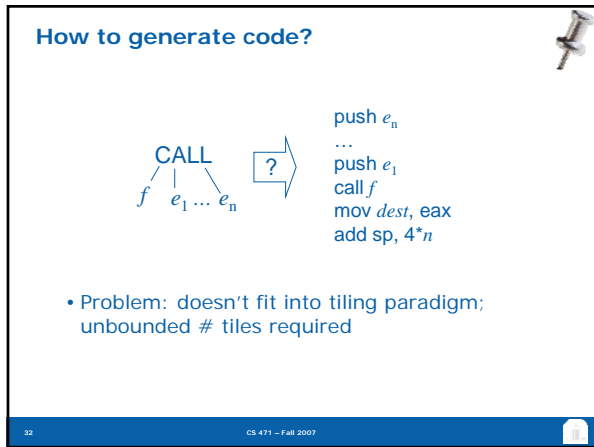 How to generate code?
push en
...
push e1
CALL
?
call f
f e1 ... en
mov dest, eax
add sp, 4*n
• Problem: doesn't fit into tiling paradigm;
unbounded # tiles required
32 CS 471 – Fall 2007